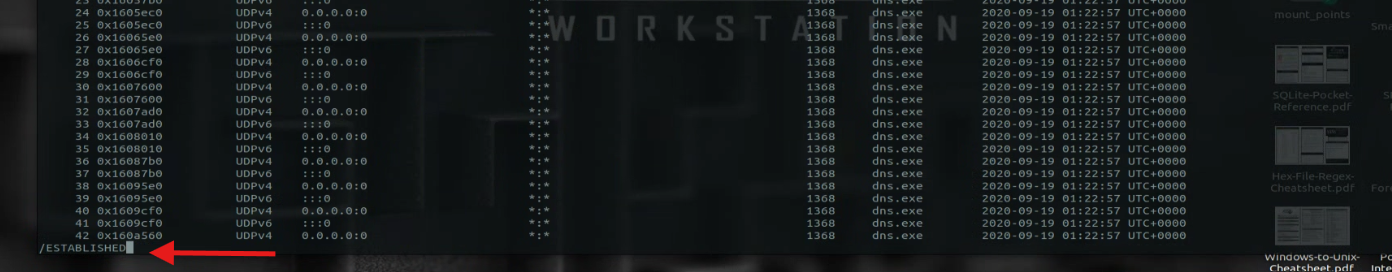 23 0x16057b0 UDPv6 :::0 *:* 1368 dns.exe 2020-09-19 01:22:57 UTC+0000
24 0x1605ec0 UDPv4 0.0.0.0:0 *:* 1368 dns.exe 2020-09-19 01:22:57 UTC+0000
25 0x1605ec0 UDPv6 :::0 *:* 1368 dns.exe 2020-09-19 01:22:57 UTC+0000
26 0x16065e0 UDPv4 0.0.0.0:0 *:* 1368 dns.exe 2020-09-19 01:22:57 UTC+0000
27 0x16065e0 UDPv6 :::0 *:* 1368 dns.exe 2020-09-19 01:22:57 UTC+0000
28 0x1606cf0 UDPv4 0.0.0.0:0 *:* 1368 dns.exe 2020-09-19 01:22:57 UTC+0000
29 0x1606cf0 UDPv6 :::0 *:* 1368 dns.exe 2020-09-19 01:22:57 UTC+0000
30 0x1607600 UDPv4 0.0.0.0:0 *:* 1368 dns.exe 2020-09-19 01:22:57 UTC+0000
31 0x1607600 UDPv6 :::0 *:* 1368 dns.exe 2020-09-19 01:22:57 UTC+0000
32 0x1607ad0 UDPv4 0.0.0.0:0 *:* 1368 dns.exe 2020-09-19 01:22:57 UTC+0000
33 0x1607ad0 UDPv6 :::0 *:* 1368 dns.exe 2020-09-19 01:22:57 UTC+0000
34 0x1608010 UDPv4 0.0.0.0:0 *:* 1368 dns.exe 2020-09-19 01:22:57 UTC+0000
35 0x1608010 UDPv6 :::0 *:* 1368 dns.exe 2020-09-19 01:22:57 UTC+0000
36 0x16087b0 UDPv4 0.0.0.0:0 *:* 1368 dns.exe 2020-09-19 01:22:57 UTC+0000
37 0x16087b0 UDPv6 :::0 *:* 1368 dns.exe 2020-09-19 01:22:57 UTC+0000
38 0x16095e0 UDPv4 0.0.0.0:0 *:* 1368 dns.exe 2020-09-19 01:22:57 UTC+0000
39 0x16095e0 UDPv6 :::0 *:* 1368 dns.exe 2020-09-19 01:22:57 UTC+0000
40 0x1609cf0 UDPv4 0.0.0.0:0 *:* 1368 dns.exe 2020-09-19 01:22:57 UTC+0000
41 0x1609cf0 UDPv6 :::0 *:* 1368 dns.exe 2020-09-19 01:22:57 UTC+0000
42 0x160a560 UDPv4 0.0.0.0:0 *:* 1368 dns.exe 2020-09-19 01:22:57 UTC+0000
/ESTABLISHED
WORKSTATION
mount_points
SQLite-Pocket-
Reference.pdf
Hex-File-Regex-
Cheatsheet.pdf
Windows-to-Unix-
Cheatsheet.pdf